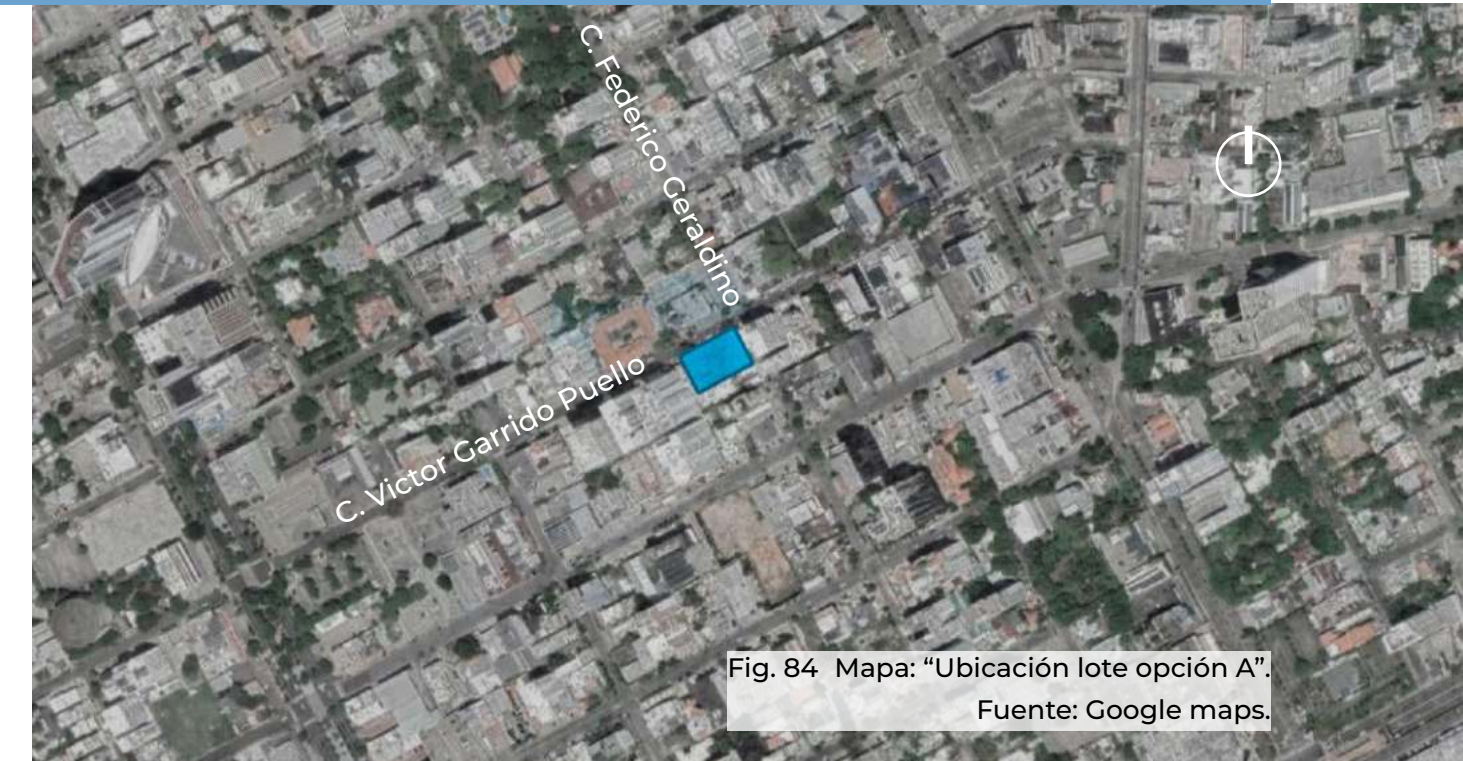 C. Federico Geraldino
C. Victor Garrido Puello
Fig. 84 Mapa: “Ubicación lote opción A”.
Fuente: Google maps.